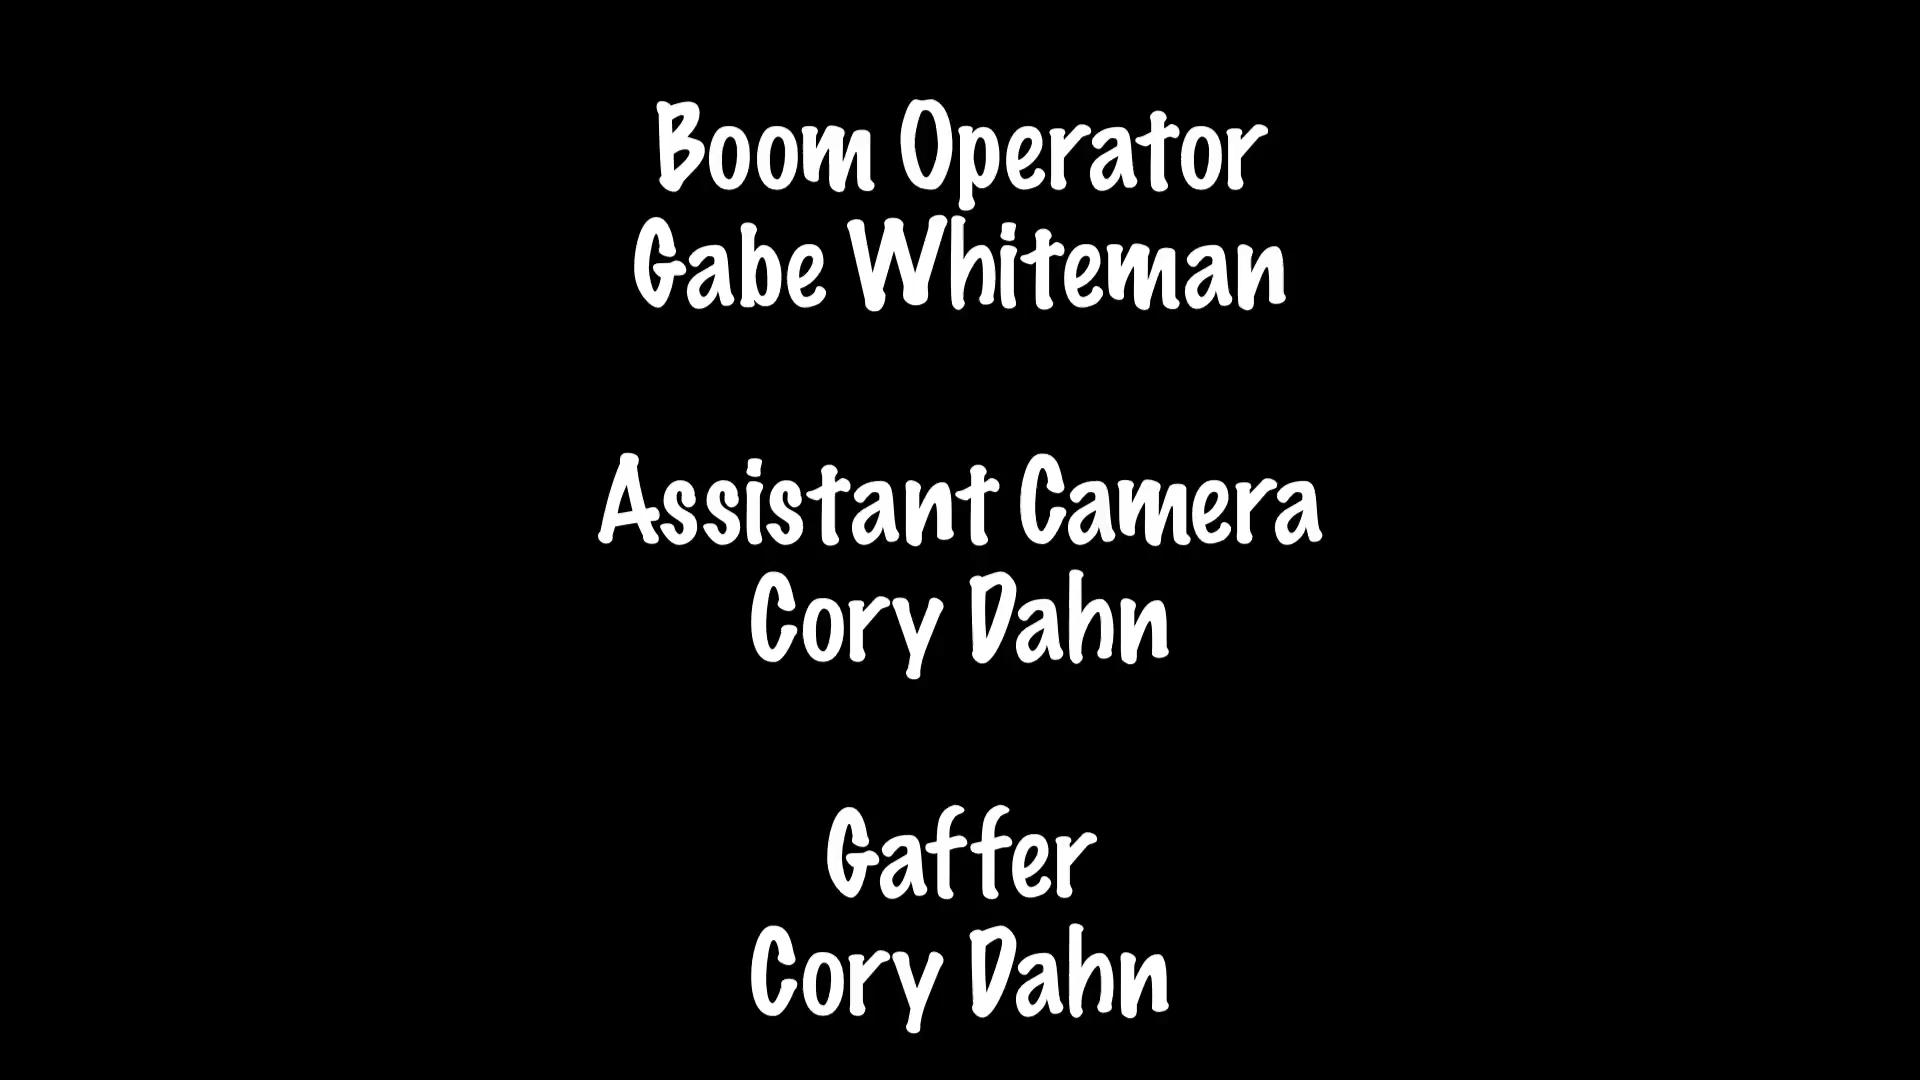 Boom Operator
Gabe Whiteman
Assistant Camera
Cory Dahn
Gaffer
Cory Dahn